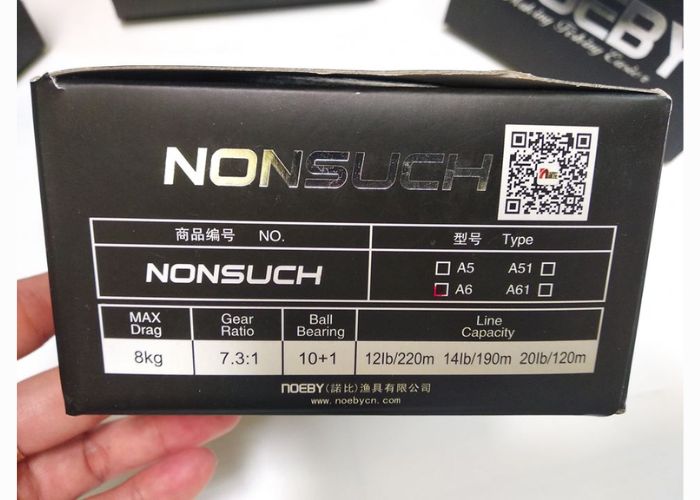 NOEBY
NONSUCH
商品编号 NO.
型号 Type
NONSUCH
A5 A51
A6 A61
MAX Drag
Gear Ratio
Ball Bearing
Line Capacity
8kg 7.3:1 10+1 12lb/220m 14lb/190m 20lb/120m
NOEBY(諾比)渔具有限公司
www.noebycn.com